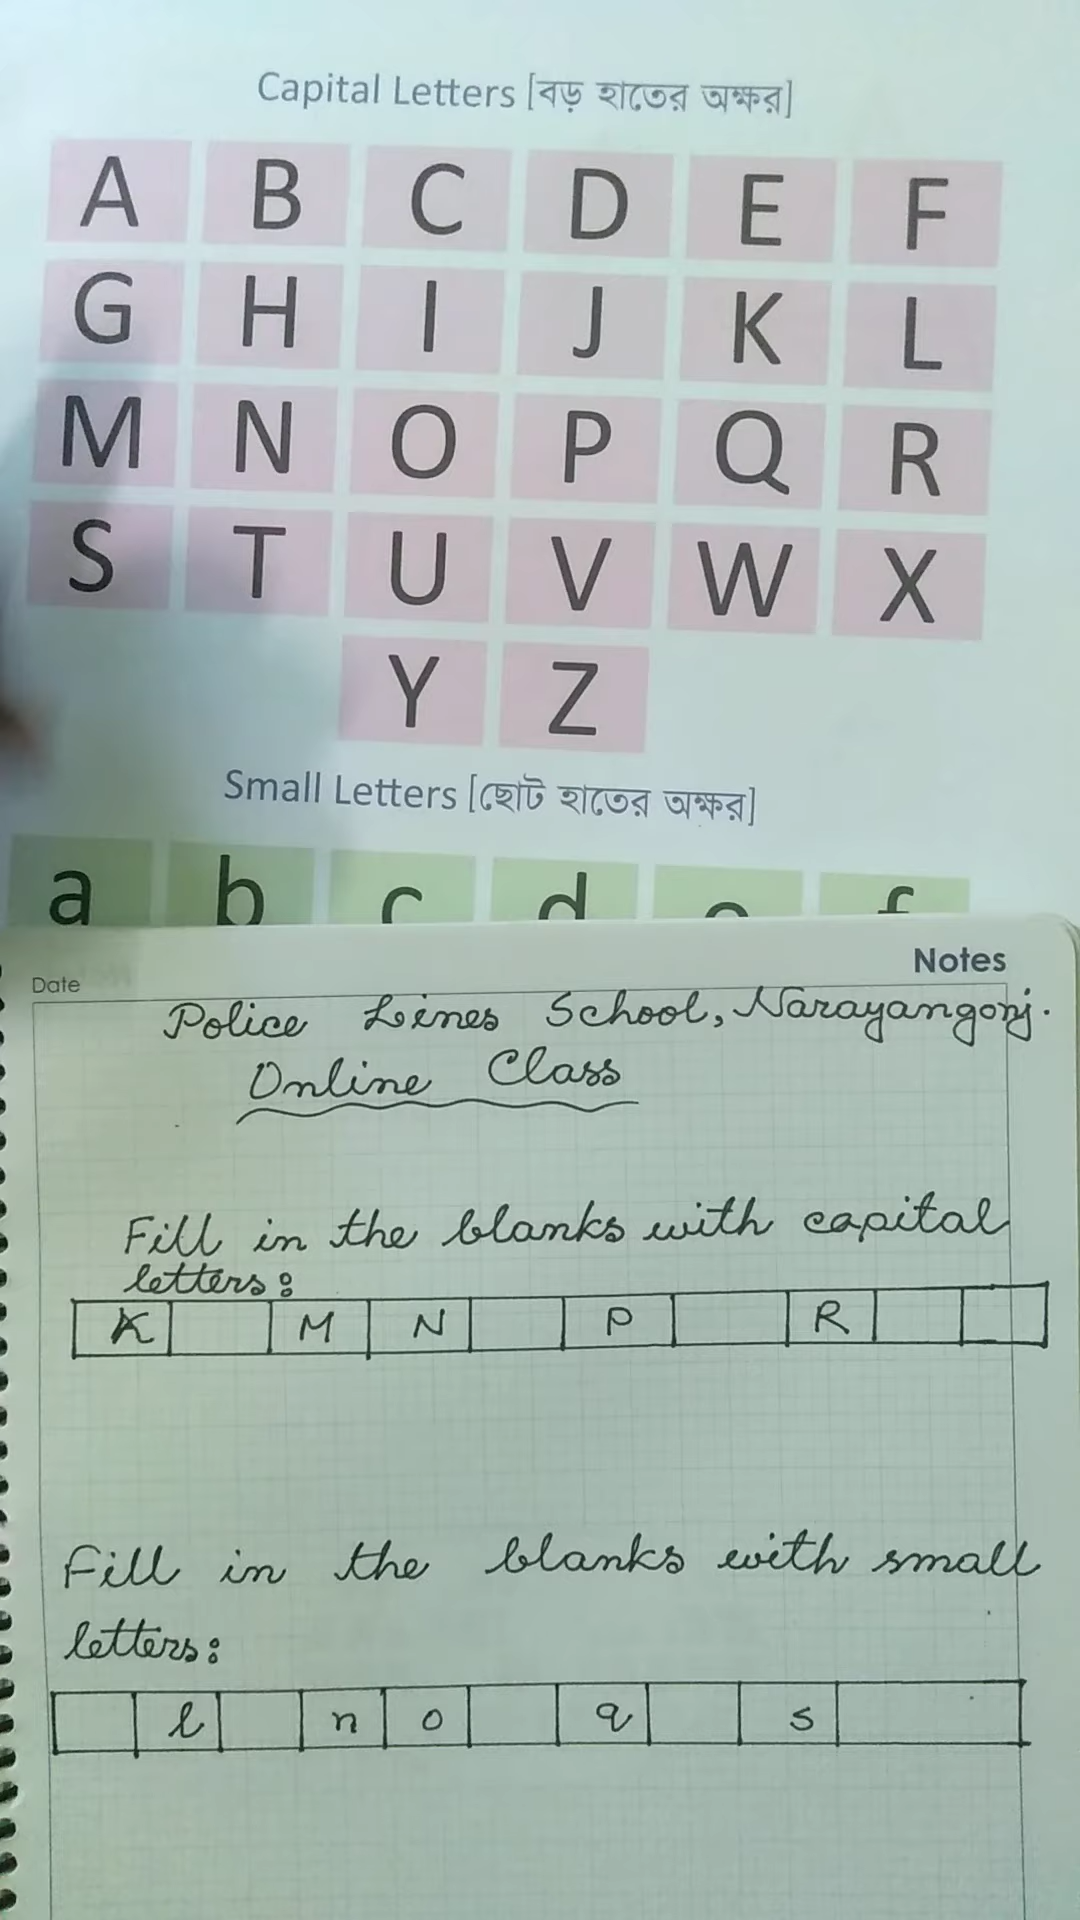 Capital Letters [বড় হাতের অক্ষর]
A B C D E F
G H I J K L
M N O P Q R
S T U V W X
Y Z
Small Letters [ছোট হাতের অক্ষর]
a b c d e f
Notes
Date
Police Lines School, Narayangonj.
Online Class
Fill in the blanks with capital
letters:
K M N P R
Fill in the blanks with small
letters:
l n o q s